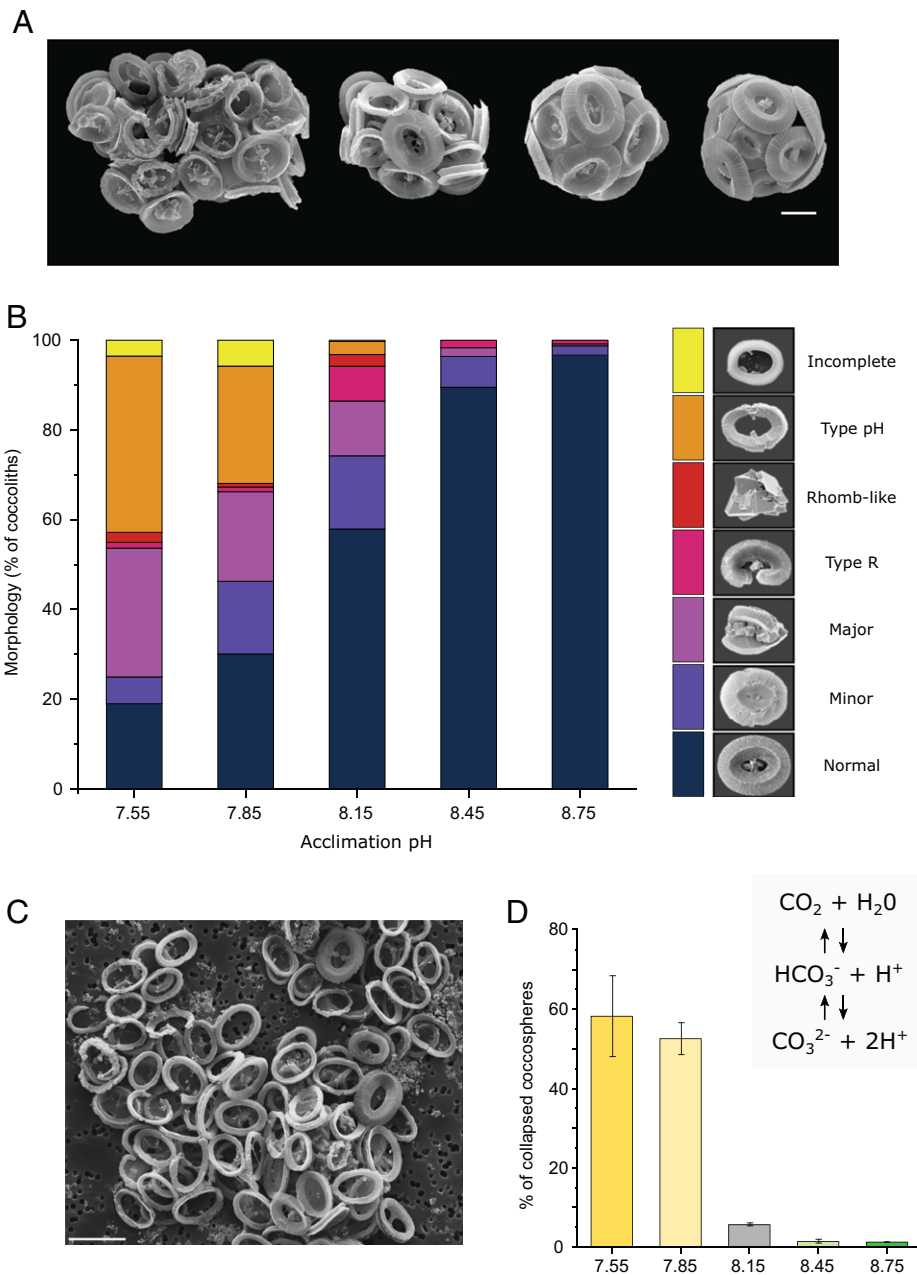 A
B
Morphology (% of coccoliths)
100
80
60
40
20
0
7.55 7.85 8.15 8.45 8.75
Acclimation pH
Incomplete
Type pH
Rhomb-like
Type R
Major
Minor
Normal
C
D
% of collapsed coccospheres
80
60
40
20
0
7.55 7.85 8.15 8.45 8.75
CO₂ + H₂0
HCO₃⁻ + H⁺
CO₃²⁻ + 2H⁺